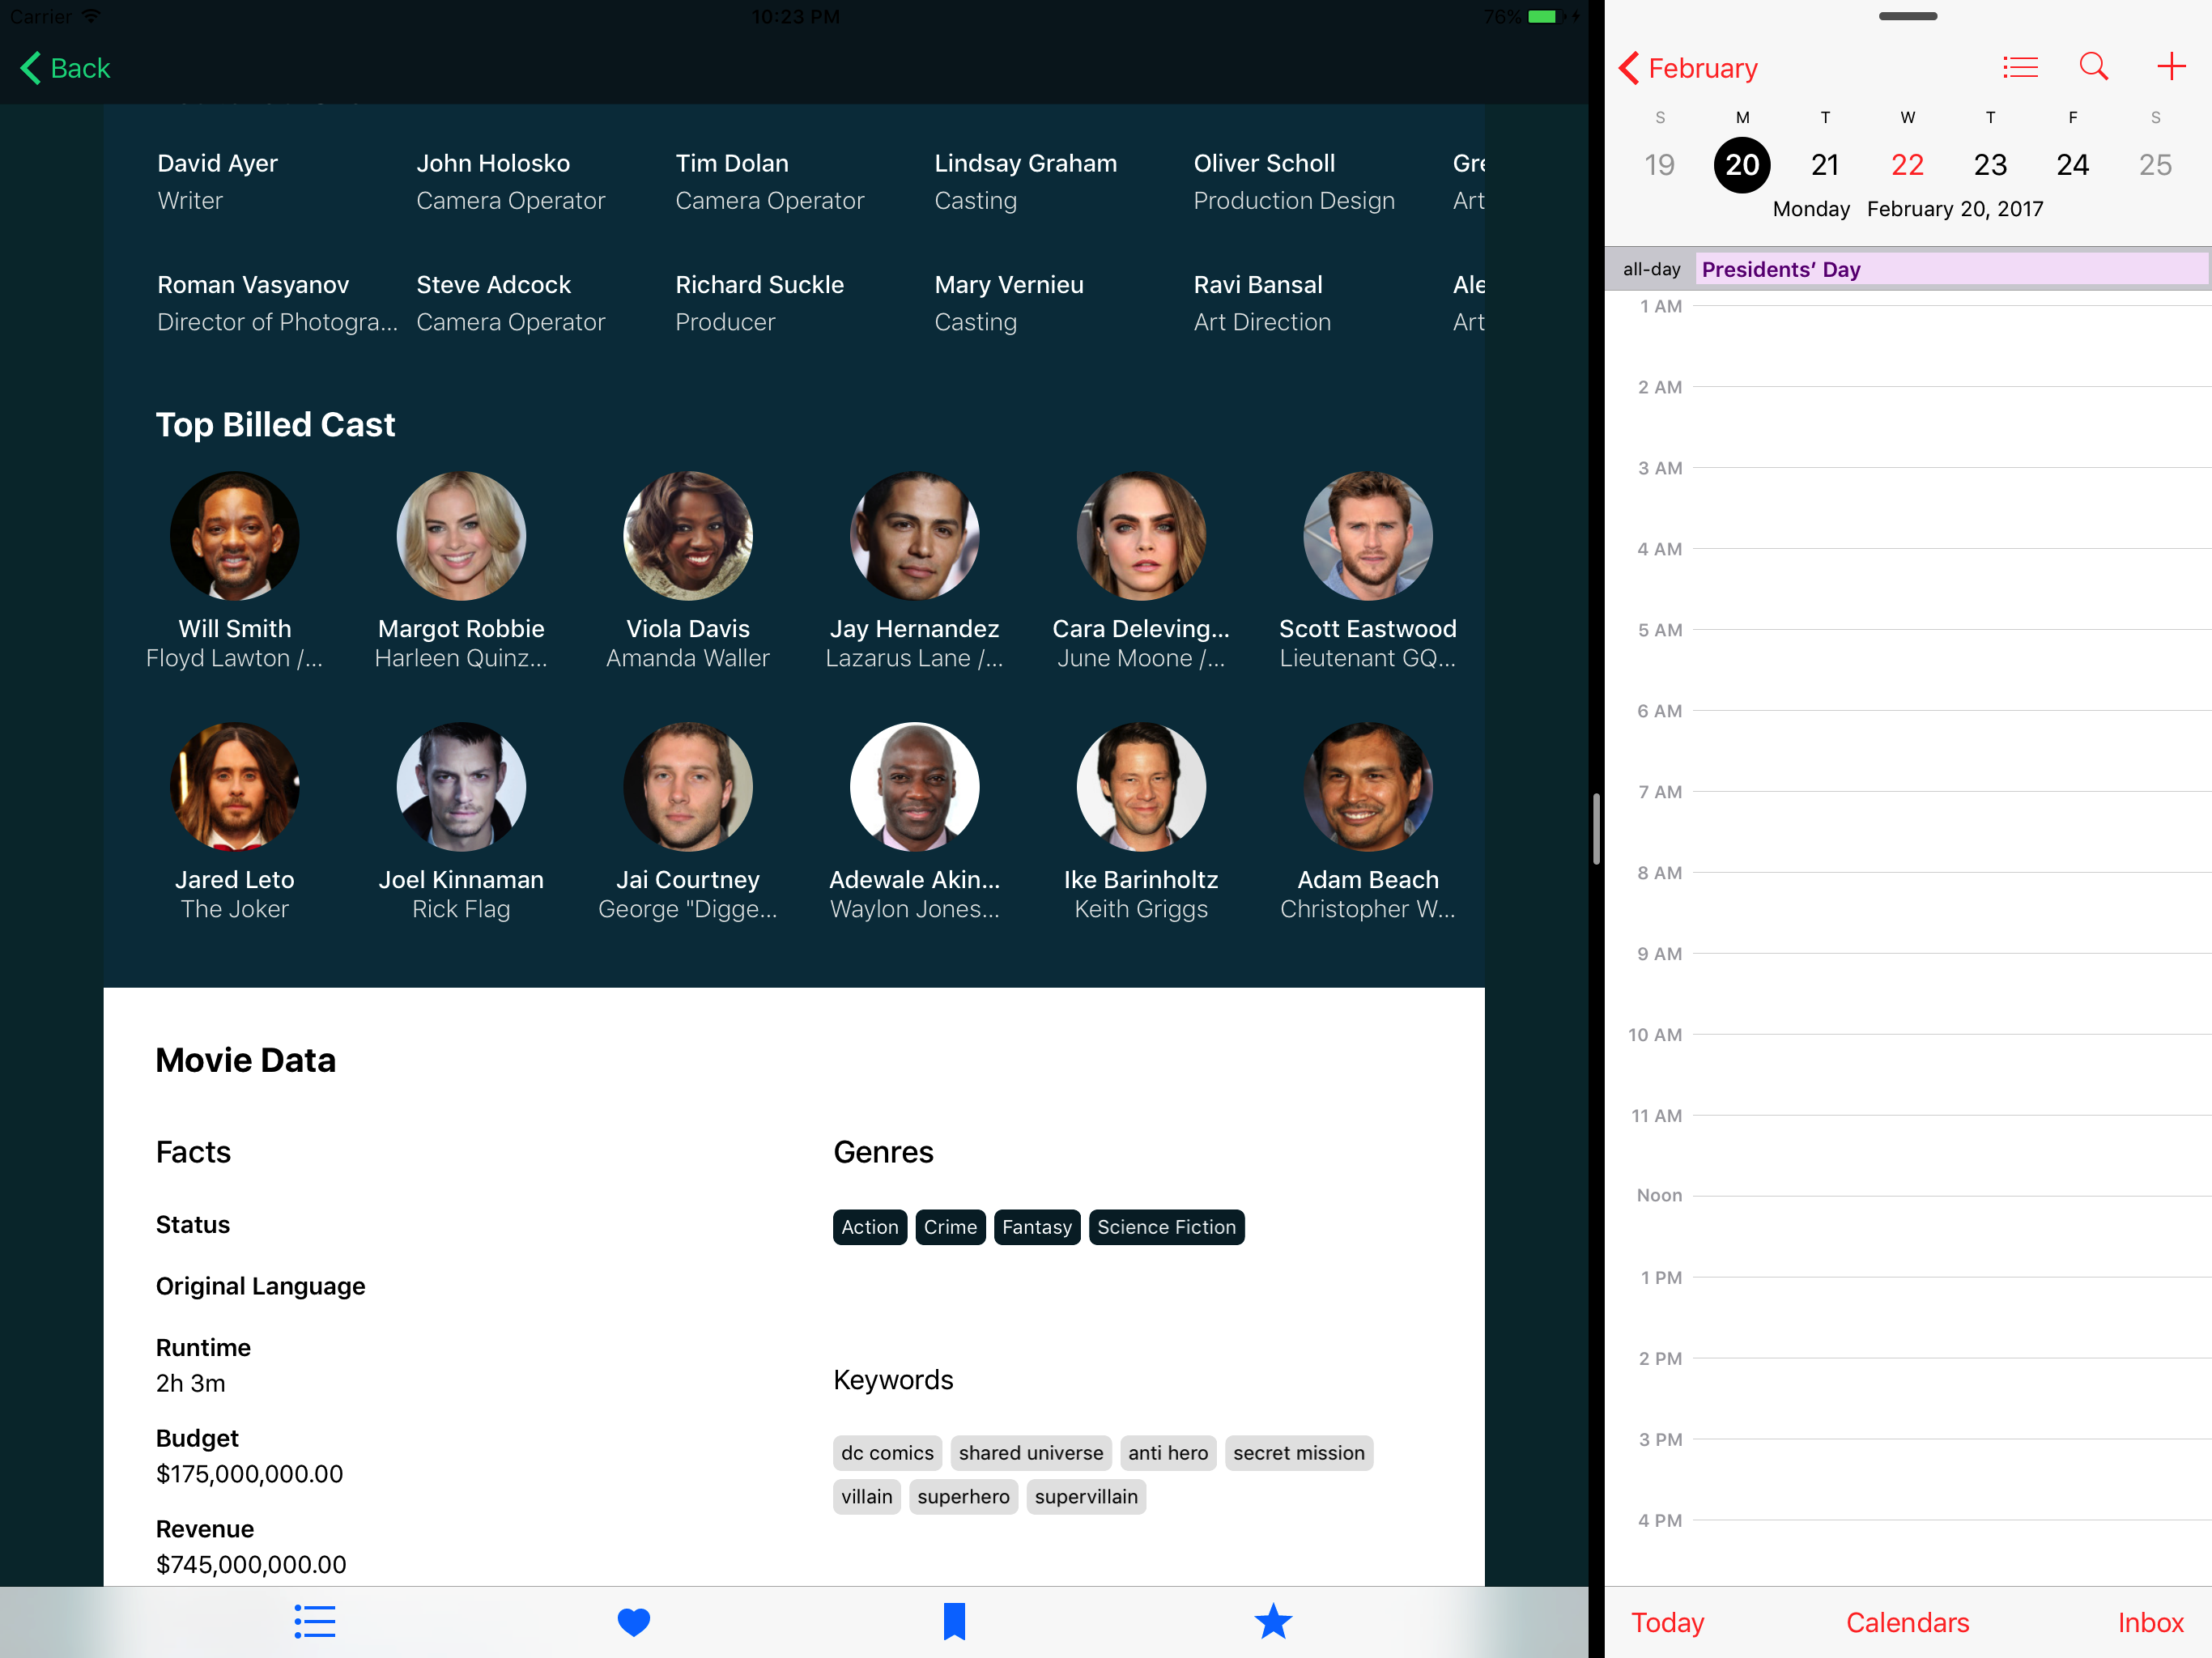 Carrier 10:23 PM 76%
Back
David Ayer John Holosko Tim Dolan Lindsay Graham Oliver Scholl Gre
Writer Camera Operator Camera Operator Casting Production Design Art
Roman Vasyanov Steve Adcock Richard Suckle Mary Vernieu Ravi Bansal Ale
Director of Photogra... Camera Operator Producer Casting Art Direction Art
Top Billed Cast
Will Smith Margot Robbie Viola Davis Jay Hernandez Cara Deleving... Scott Eastwood
Floyd Lawton /... Harleen Quinz... Amanda Waller Lazarus Lane /... June Moone /... Lieutenant GQ...
Jared Leto Joel Kinnaman Jai Courtney Adewale Akin... Ike Barinholtz Adam Beach
The Joker Rick Flag George "Digge... Waylon Jones... Keith Griggs Christopher W...
Movie Data
Facts
Status
Original Language
Runtime
2h 3m
Budget
$175,000,000.00
Revenue
$745,000,000.00
Genres
Action Crime Fantasy Science Fiction
Keywords
dc comics shared universe anti hero secret mission
villain superhero supervillain
February
S M T W T F S
19 20 21 22 23 24 25
Monday February 20, 2017
all-day Presidents’ Day
1 AM
2 AM
3 AM
4 AM
5 AM
6 AM
7 AM
8 AM
9 AM
10 AM
11 AM
Noon
1 PM
2 PM
3 PM
4 PM
Today Calendars Inbox